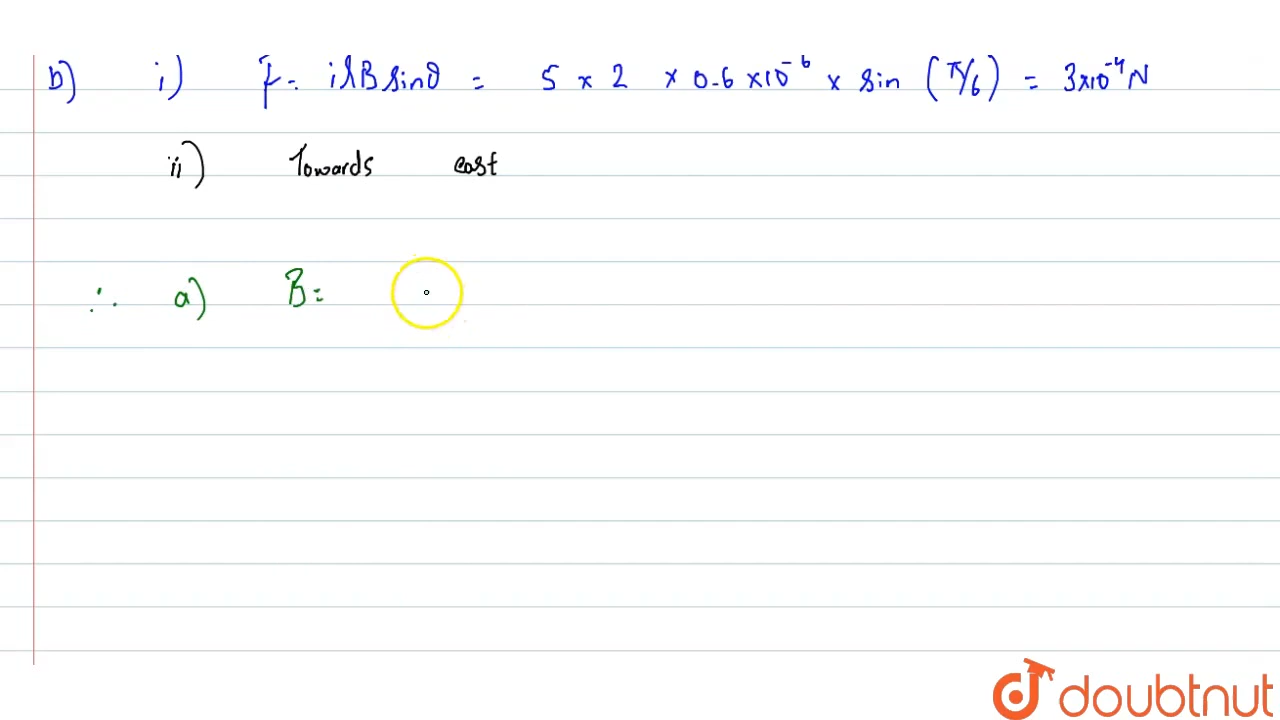 b) i) F = ilB sinθ = 5 × 2 × 0.6 × 10⁻⁶ × sin (π/6) = 3×10⁻⁴ N
ii) Towards east
∴ a) B =
doubtnut